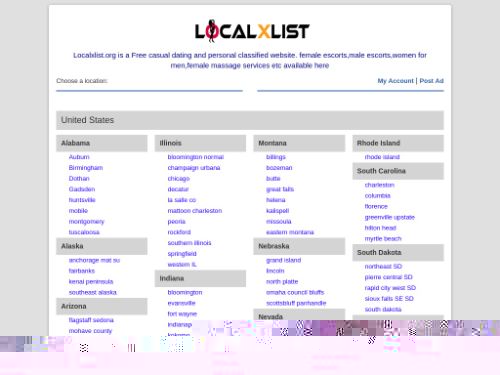 LOCALXLIST
Localxlist.org is a Free casual dating and personal classified website. female escorts,male escorts,women for
men,female massage services etc available here
Choose a location:
My Account | Post Ad
United States
Alabama
Auburn
Birmingham
Dothan
Gadsden
huntsville
mobile
montgomery
tuscaloosa
Alaska
anchorage mat su
fairbanks
kenai peninsula
southeast alaska
Arizona
flagstaff sedona
mohave county
Illinois
bloomington normal
champaign urbana
chicago
decatur
la salle co
mattoon charleston
peoria
rockford
southern illinois
springfield
western IL
Indiana
bloomington
evansville
fort wayne
indianap
kokomo
Montana
billings
bozeman
butte
great falls
helena
kalispell
missoula
eastern montana
Nebraska
grand island
lincoln
north platte
omaha council bluffs
scottsbluff panhandle
Nevada
Rhode Island
rhode island
South Carolina
charleston
columbia
florence
greenville upstate
hilton head
myrtle beach
South Dakota
northeast SD
pierre central SD
rapid city west SD
sioux falls SE SD
south dakota